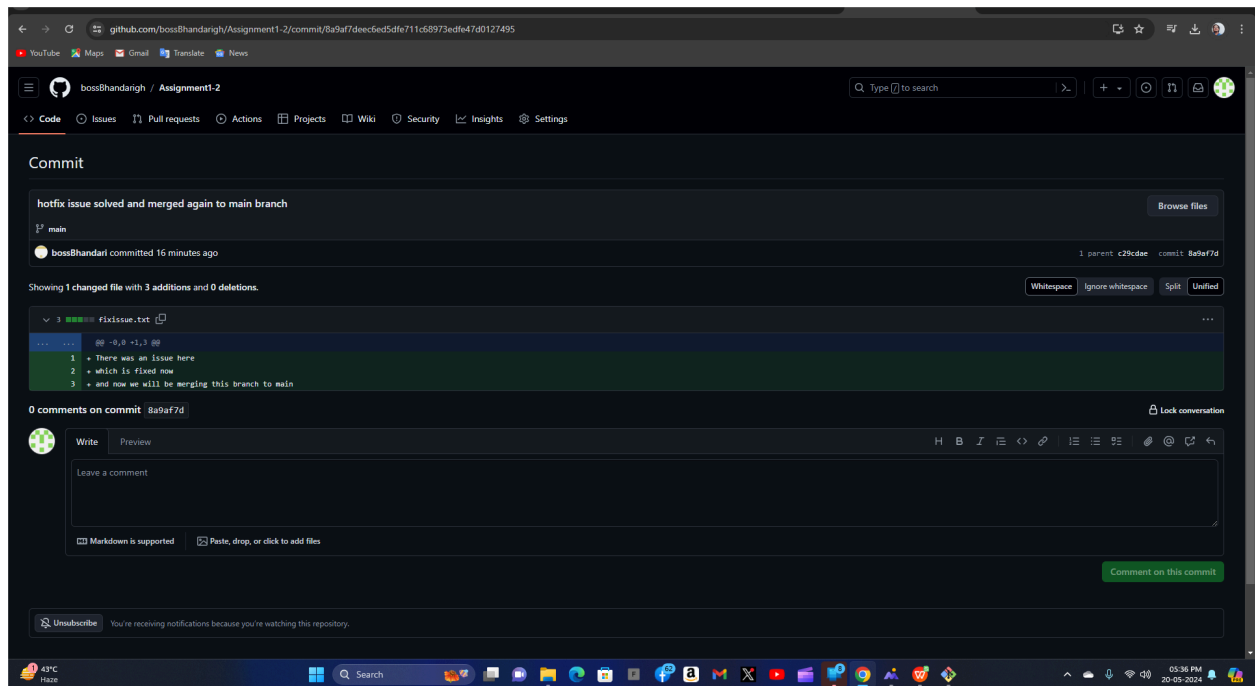 github.com/bossBhandarigh/Assignment1-2/commit/8a9af7deec6ed5dfe711c68973edfe47d0127495
YouTube Maps Gmail Translate News
bossBhandarigh / Assignment1-2
Type / to search
<> Code Issues Pull requests Actions Projects Wiki Security Insights Settings
Commit
hotfix issue solved and merged again to main branch
Browse files
main
bossBhandari committed 16 minutes ago
1 parent c29cdae commit 8a9af7d
Showing 1 changed file with 3 additions and 0 deletions.
Whitespace Ignore whitespace Split Unified
3 fixissue.txt
... ... @@ -0,0 +1,3 @@
1 + There was an issue here
2 + which is fixed now
3 + and now we will be merging this branch to main
0 comments on commit 8a9af7d
Lock conversation
Write Preview
Leave a comment
Markdown is supported Paste, drop, or click to add files
Comment on this commit
Unsubscribe You're receiving notifications because you're watching this repository.
43°C
Haze
Search
05:36 PM
20-05-2024